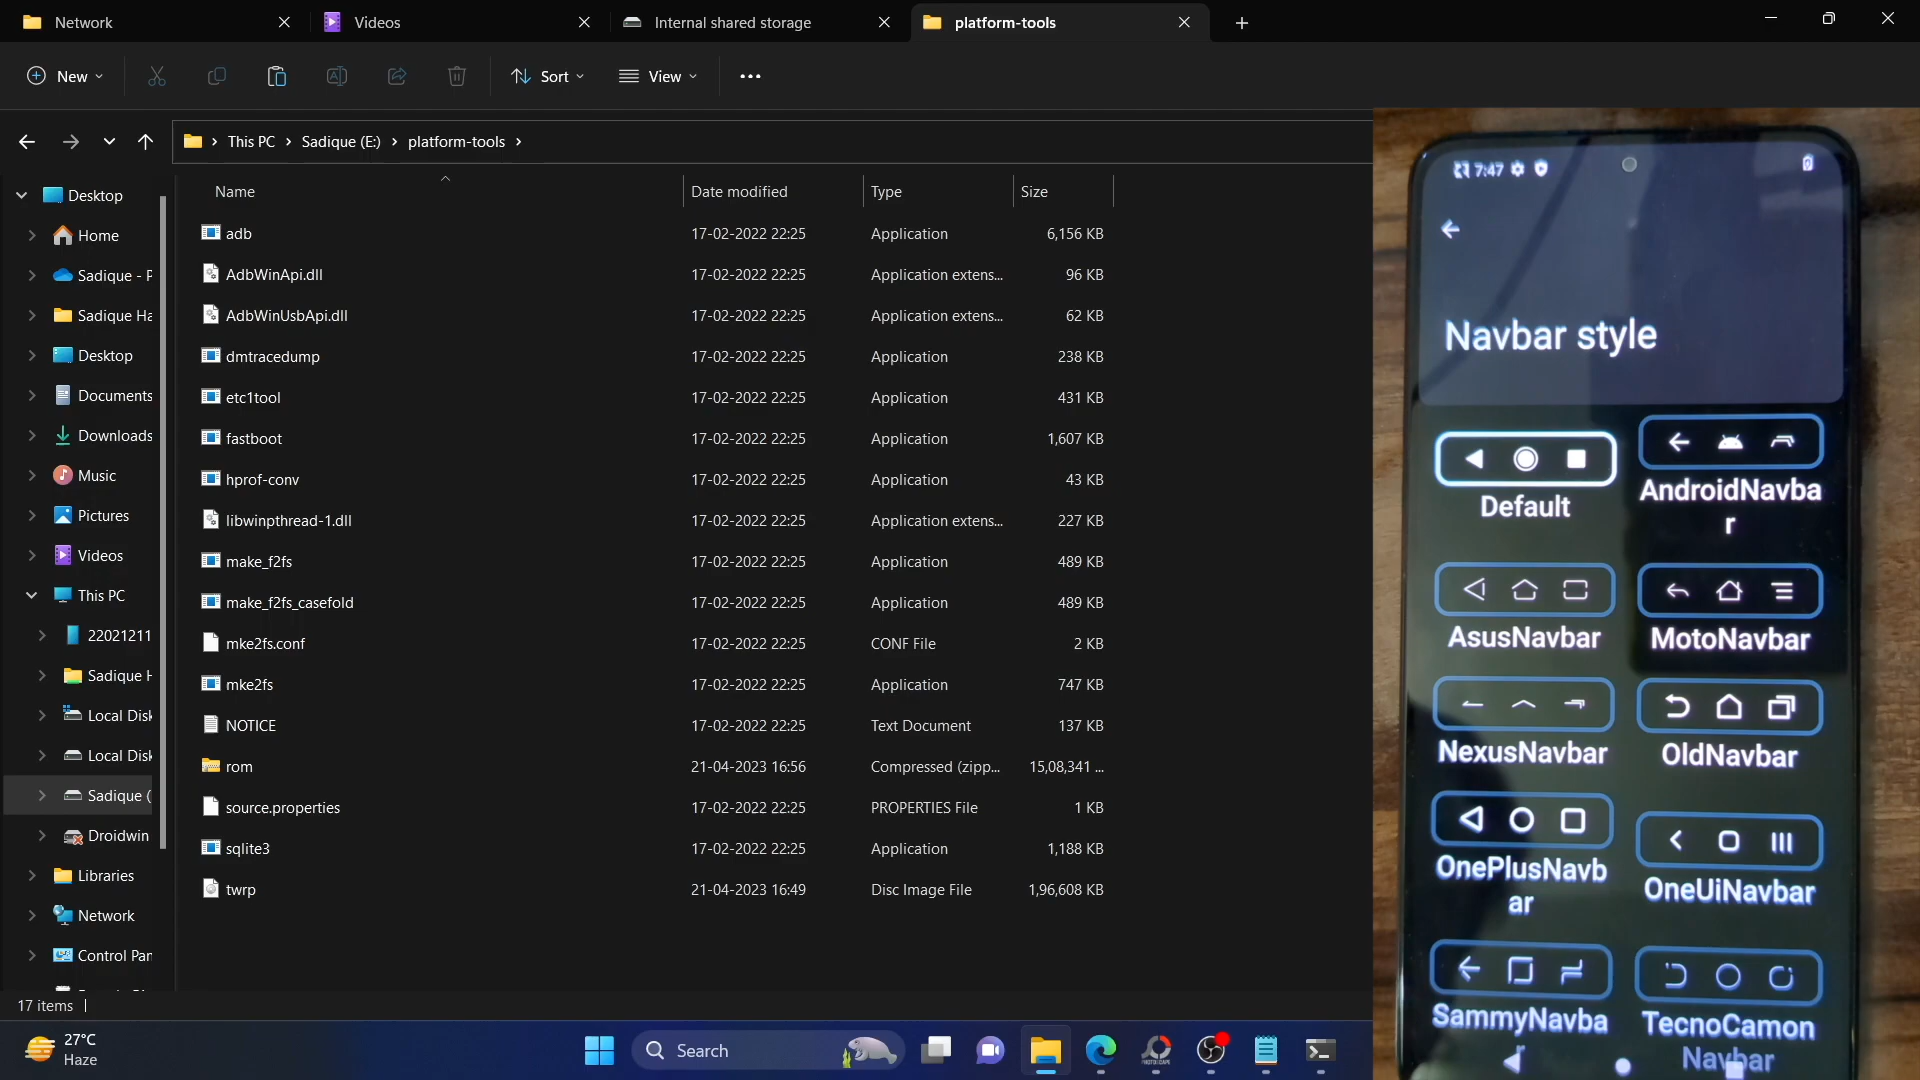 Network
Videos
Internal shared storage
platform-tools
New
Sort
View
This PC
Sadique (E:)
platform-tools
Name
Date modified
Type
Size
adb 17-02-2022 22:25 Application 6,156 KB
AdbWinApi.dll 17-02-2022 22:25 Application extens... 96 KB
AdbWinUsbApi.dll 17-02-2022 22:25 Application extens... 62 KB
dmtracedump 17-02-2022 22:25 Application 238 KB
etc1tool 17-02-2022 22:25 Application 431 KB
fastboot 17-02-2022 22:25 Application 1,607 KB
hprof-conv 17-02-2022 22:25 Application 43 KB
libwinpthread-1.dll 17-02-2022 22:25 Application extens... 227 KB
make_f2fs 17-02-2022 22:25 Application 489 KB
make_f2fs_casefold 17-02-2022 22:25 Application 489 KB
mke2fs.conf 17-02-2022 22:25 CONF File 2 KB
mke2fs 17-02-2022 22:25 Application 747 KB
NOTICE 17-02-2022 22:25 Text Document 137 KB
rom 21-04-2023 16:56 Compressed (zipp... 15,08,341 ...
source.properties 17-02-2022 22:25 PROPERTIES File 1 KB
sqlite3 17-02-2022 22:25 Application 1,188 KB
twrp 21-04-2023 16:49 Disc Image File 1,96,608 KB
Desktop
Home
Sadique - P
Sadique Ha
Desktop
Documents
Downloads
Music
Pictures
Videos
This PC
22021211
Sadique H
Local Disk
Local Disk
Sadique (
Droidwin
Libraries
Network
Control Pan
17 items
27°C
Haze
Search
7:47
Navbar style
Default
AndroidNavba
r
AsusNavbar
MotoNavbar
NexusNavbar
OldNavbar
OnePlusNavb
ar
OneUiNavbar
SammyNavba
r
TecnoCamon
Navbar